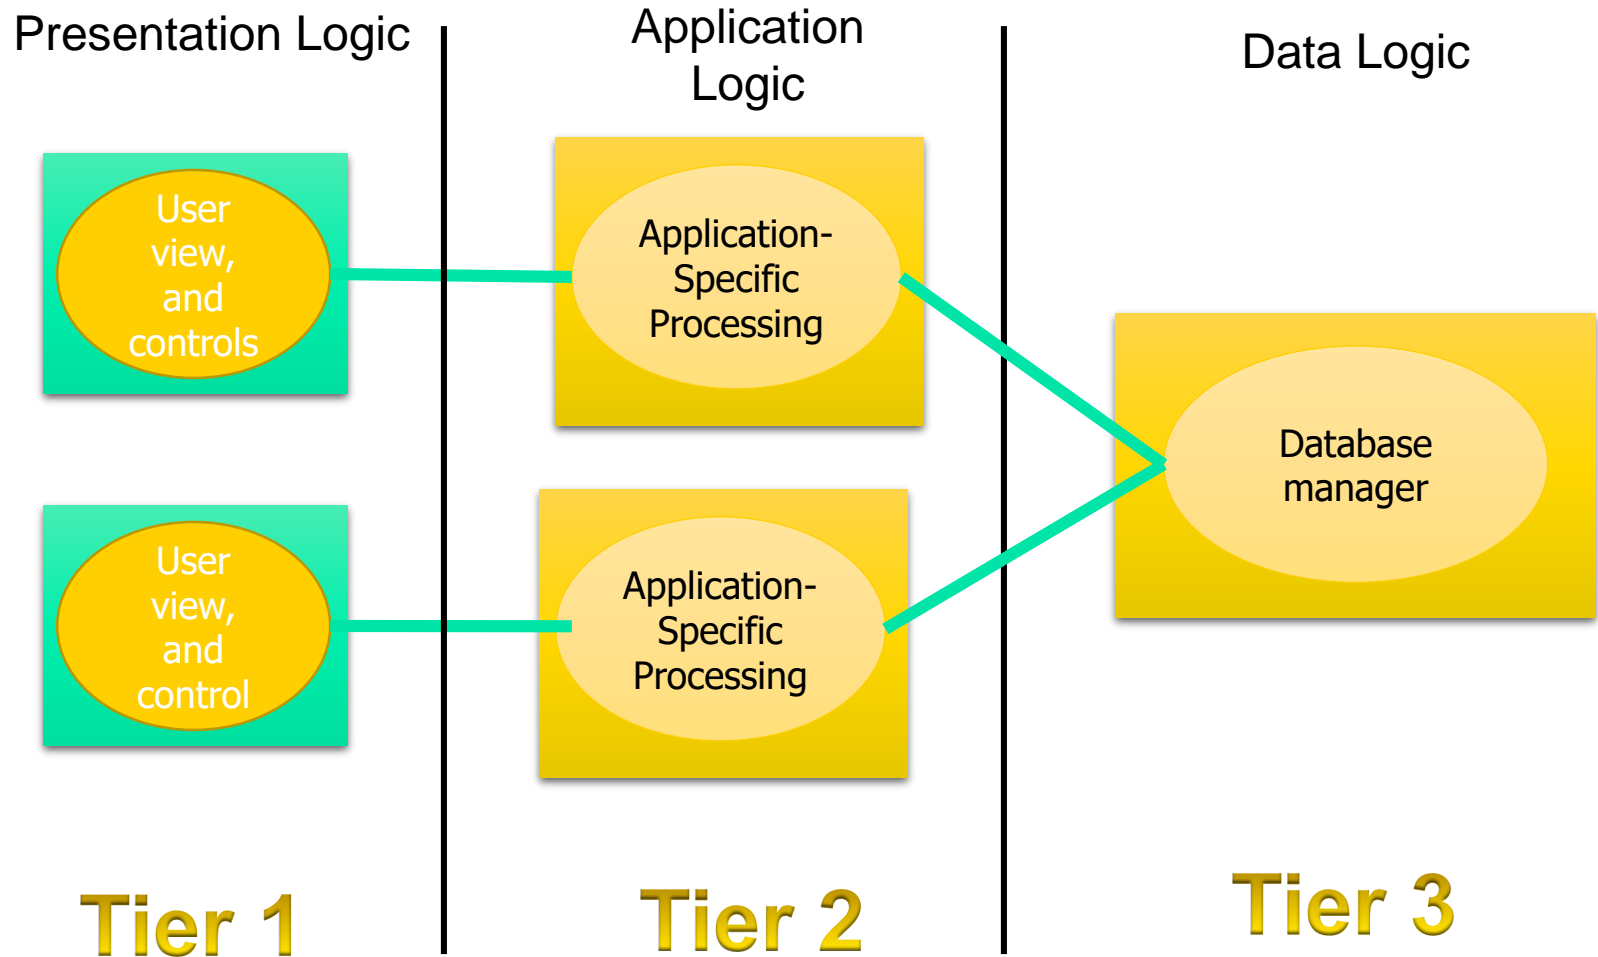 Presentation Logic
Application
Logic
Data Logic
User
view,
and
controls
Application-
Specific
Processing
Database
manager
User
view,
and
control
Application-
Specific
Processing
Tier 1
Tier 2
Tier 3